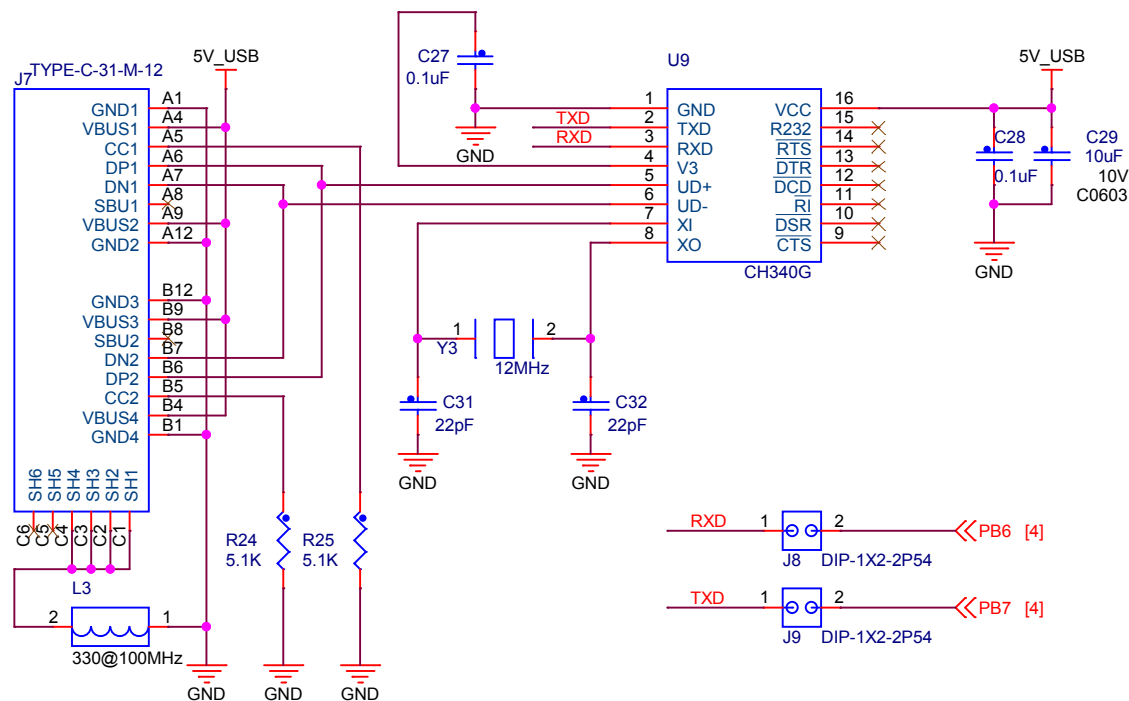 5V_USB
TYPE-C-31-M-12
J7
GND1 A1
VBUS1 A4
CC1 A5
DP1 A6
DN1 A7
SBU1 A8
VBUS2 A9
GND2 A12
GND3 B12
VBUS3 B9
SBU2 B8
DN2 B7
DP2 B6
CC2 B5
VBUS4 B4
GND4 B1
SH6 SH5 SH4 SH3 SH2 SH1
C6 C5 C4 C3 C2 C1
L3
2 1
330@100MHz
GND
R24
5.1K
GND
R25
5.1K
GND
C27
0.1uF
GND
U9
1 GND VCC 16
TXD 2 TXD R232 15
RXD 3 RXD RTS 14
4 V3 DTR 13
5 UD+ DCD 12
6 UD- RI 11
7 XI DSR 10
8 XO CTS 9
CH340G
5V_USB
C28
0.1uF
C29
10uF
10V
C0603
GND
1 2
Y3
12MHz
C31
22pF
GND
C32
22pF
GND
RXD 1 2 PB6 [4]
J8 DIP-1X2-2P54
TXD 1 2 PB7 [4]
J9 DIP-1X2-2P54